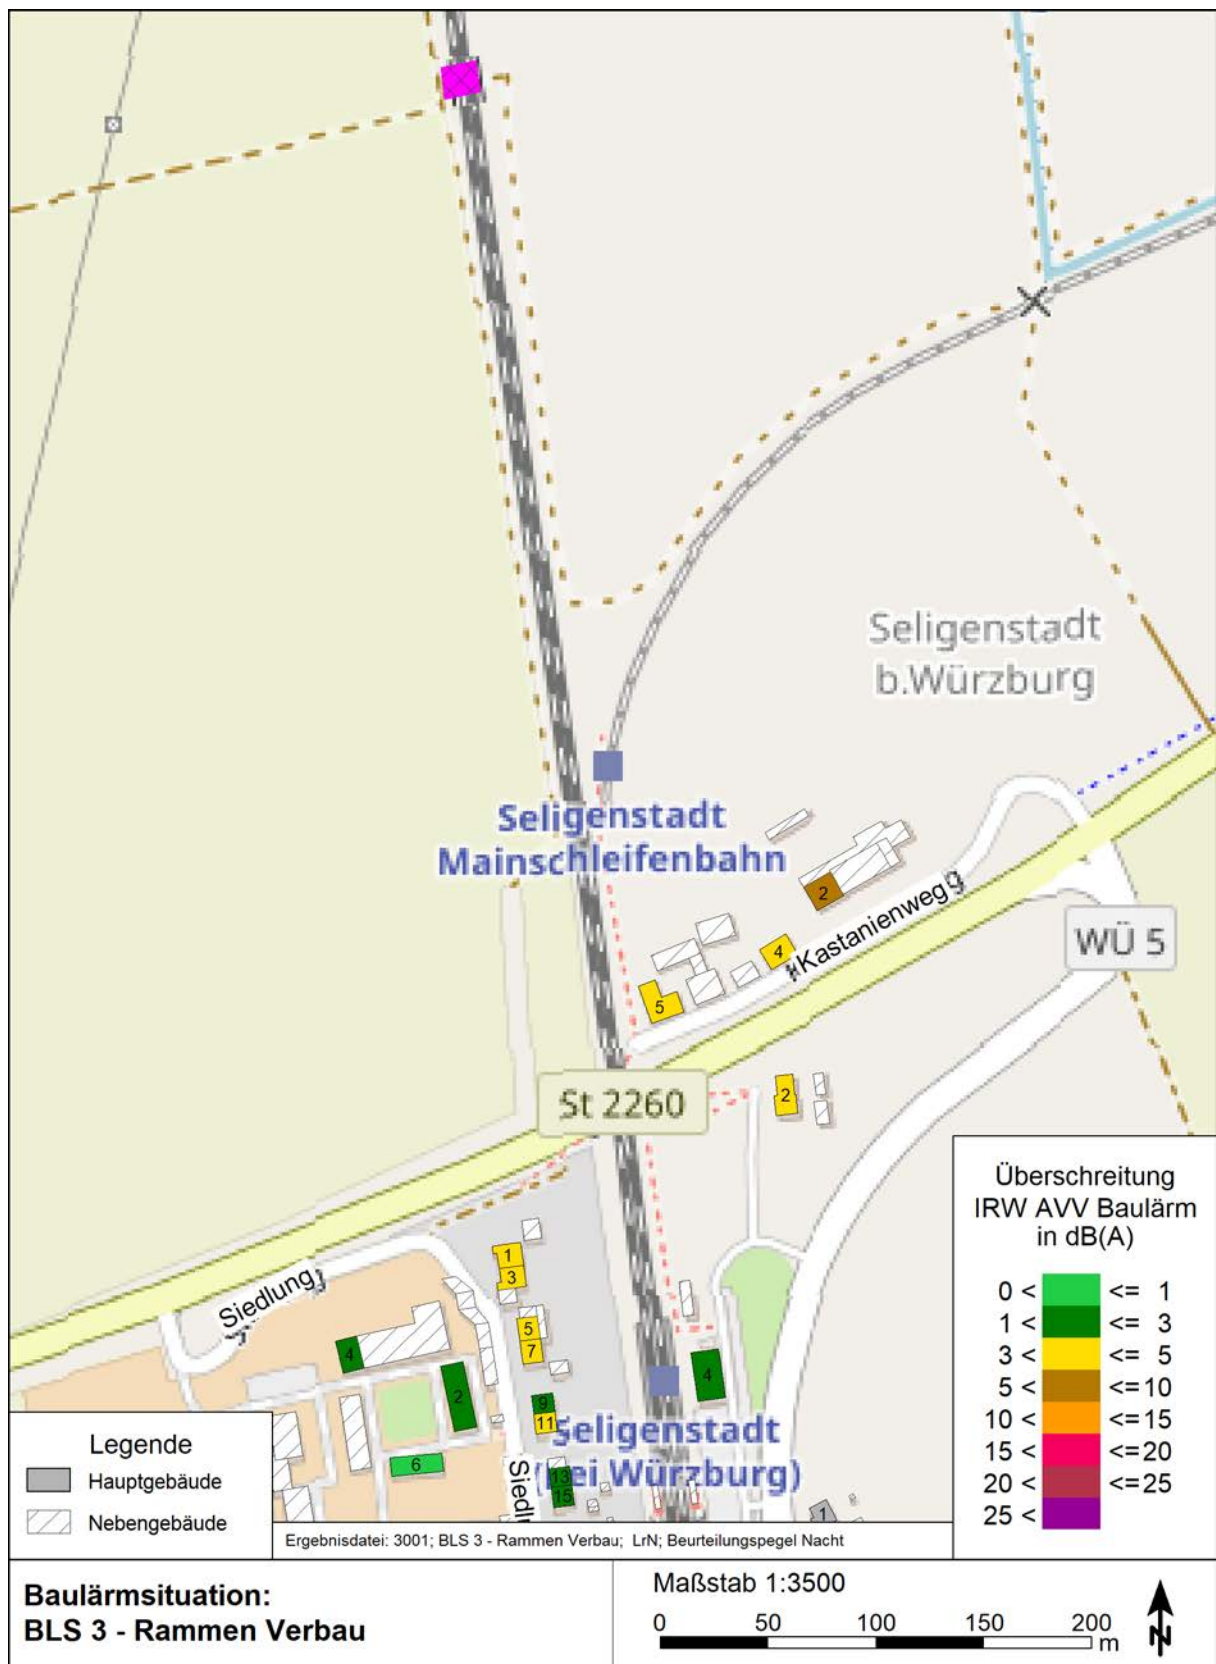 Seligenstadt
b.Würzburg
Seligenstadt
Mainschleifenbahn
2
Kastanienweg
4
5
WÜ 5
St 2260
2
1
3
Siedlung
5
7
4
4
2
9
11
Seligenstadt
(bei Würzburg)
6
13
15
1
Überschreitung
IRW AVV Baulärm
in dB(A)
0 < <= 1
1 < <= 3
3 < <= 5
5 < <=10
10 < <=15
15 < <=20
20 < <=25
25 <
Legende
Hauptgebäude
Nebengebäude
Ergebnisdatei: 3001; BLS 3 - Rammen Verbau; LrN; Beurteilungspegel Nacht
Baulärmsituation:
BLS 3 - Rammen Verbau
Maßstab 1:3500
0 50 100 150 200
m
N